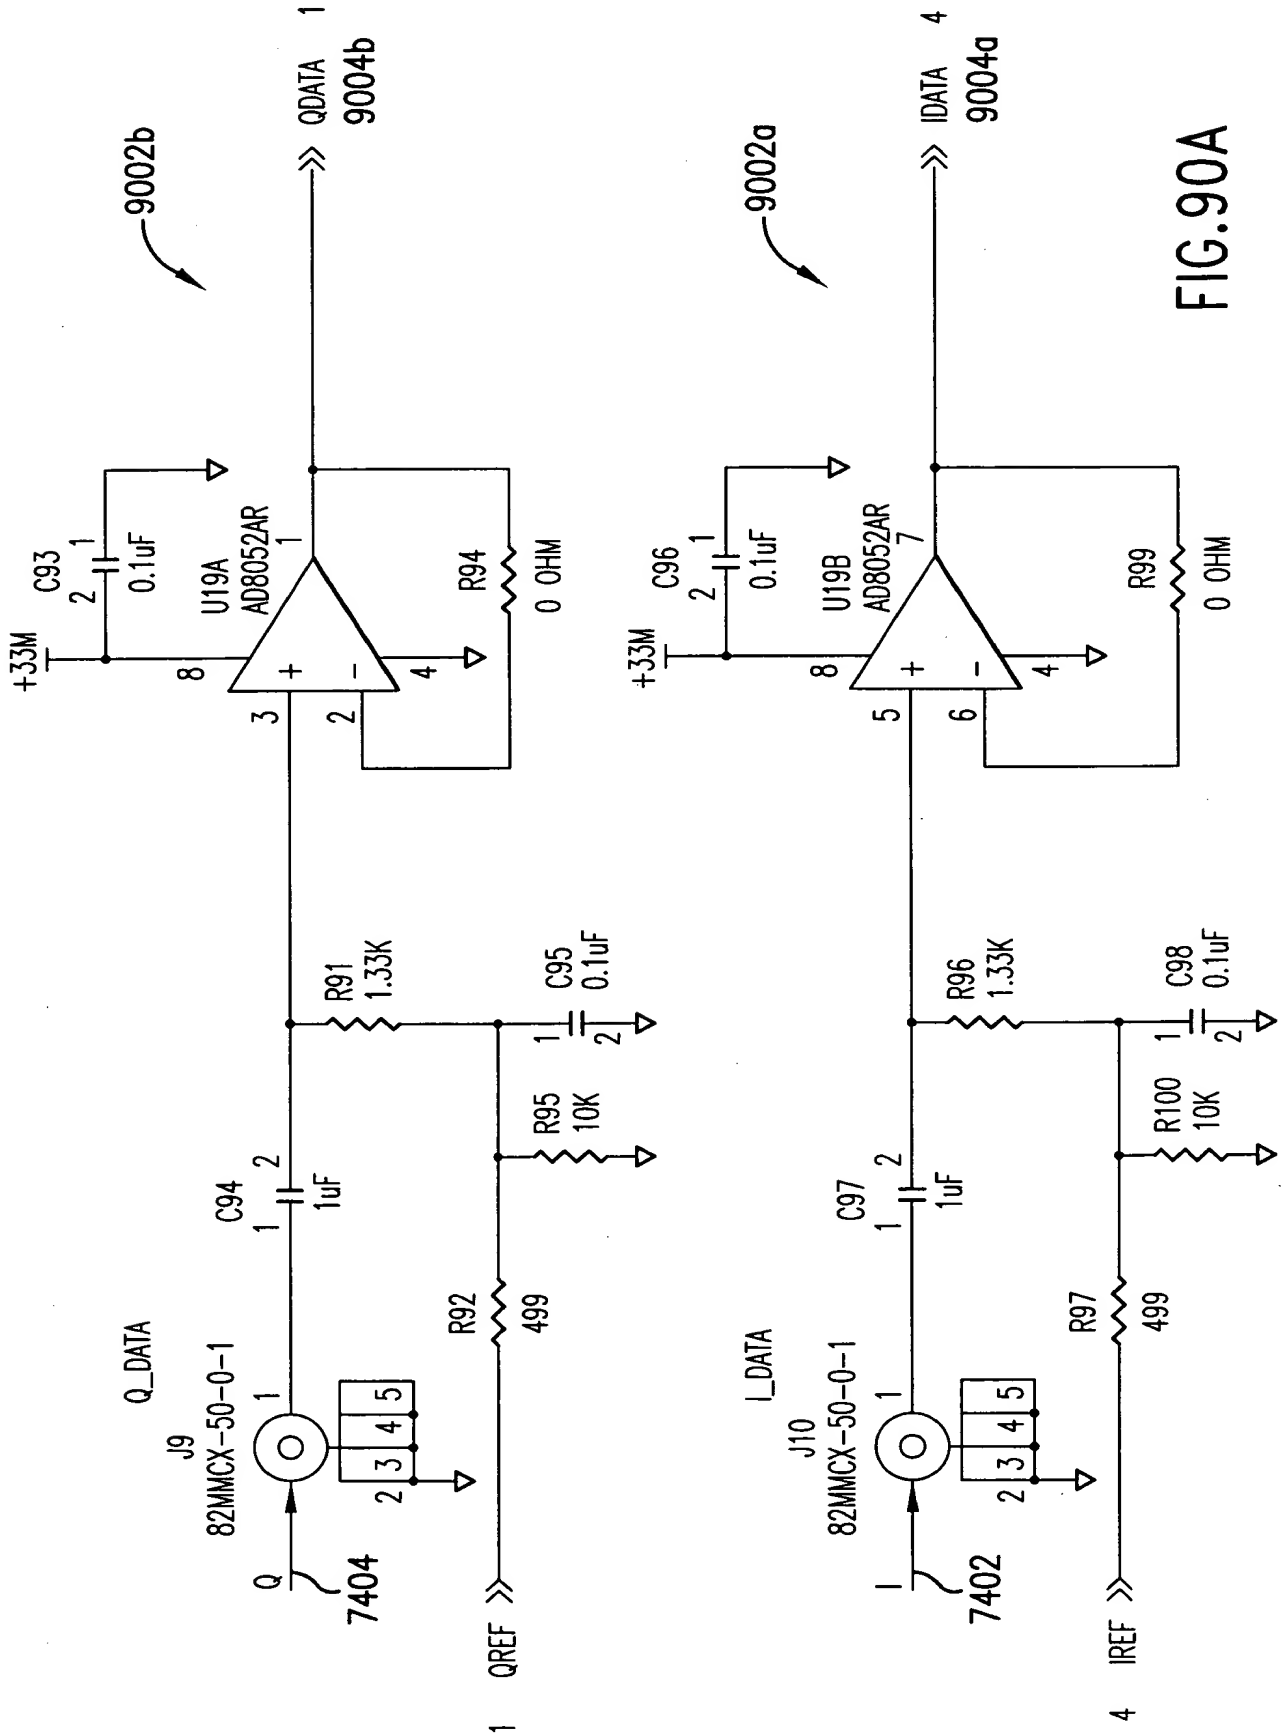 +33M
C93
2 1
0.1uF
8
U19A
AD8052AR
3
+
1
2
-
4
R94
0 OHM
9002b
QDATA 1
9004b
Q_DATA
J9
82MMCX-50-0-1
Q
7404
1
2 3 4 5
C94
1 2
1uF
R91
1.33K
R92
499
R95
10K
C95
1 2
0.1uF
1 QREF
+33M
C96
2 1
0.1uF
8
U19B
AD8052AR
5
+
7
6
-
4
R99
0 OHM
9002a
IDATA 4
9004a
I_DATA
J10
82MMCX-50-0-1
I
7402
1
2 3 4 5
C97
1 2
1uF
R96
1.33K
R97
499
R100
10K
C98
1 2
0.1uF
4 IREF
FIG.90A